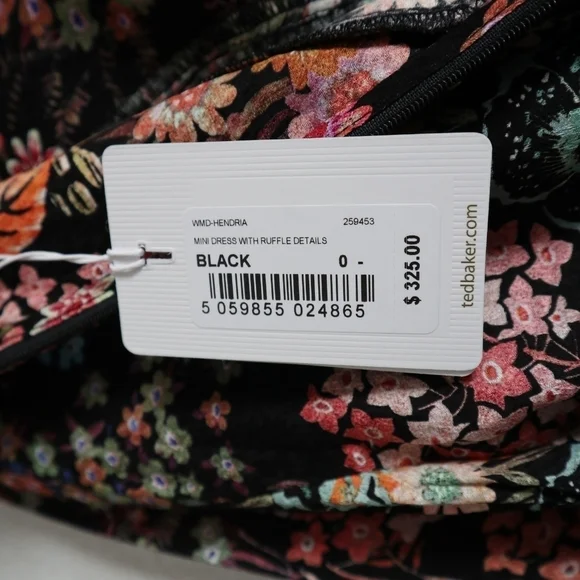 WMD-HENDRIA 259453
MINI DRESS WITH RUFFLE DETAILS
BLACK 0 -
5 059855 024865
$ 325.00
tedbaker.com